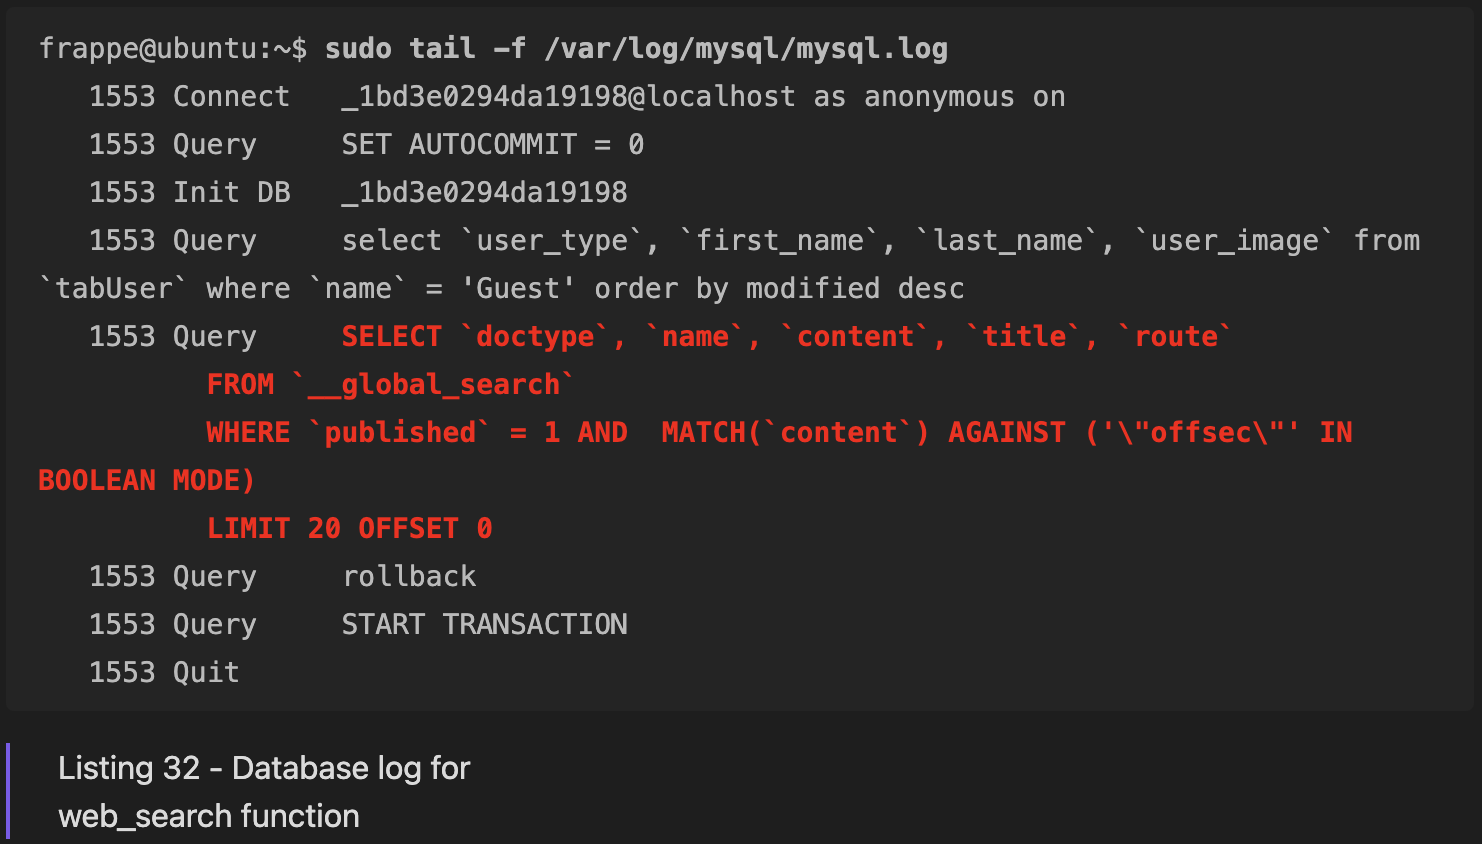 frappe@ubuntu:~$ sudo tail -f /var/log/mysql/mysql.log
1553 Connect   _1bd3e0294da19198@localhost as anonymous on
1553 Query     SET AUTOCOMMIT = 0
1553 Init DB   _1bd3e0294da19198
1553 Query     select `user_type`, `first_name`, `last_name`, `user_image` from
`tabUser` where `name` = 'Guest' order by modified desc
1553 Query     SELECT `doctype`, `name`, `content`, `title`, `route`
FROM `__global_search`
WHERE `published` = 1 AND  MATCH(`content`) AGAINST ('\"offsec\"' IN
BOOLEAN MODE)
LIMIT 20 OFFSET 0
1553 Query     rollback
1553 Query     START TRANSACTION
1553 Quit
Listing 32 - Database log for
web_search function